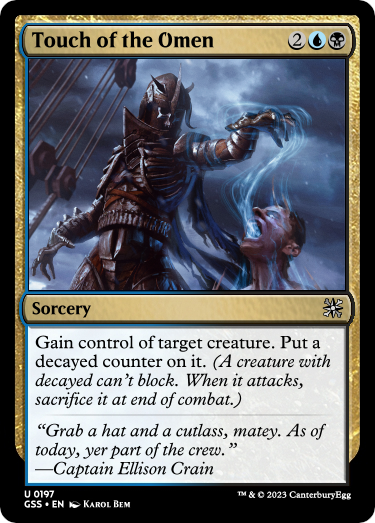 Touch of the Omen
2
Sorcery
Gain control of target creature. Put a
decayed counter on it. (A creature with
decayed can't block. When it attacks,
sacrifice it at end of combat.)
"Grab a hat and a cutlass, matey. As of
today, yer part of the crew."
—Captain Ellison Crain
U 0197
GSS • EN KAROL BEM
™ & © 2023 CanterburyEgg